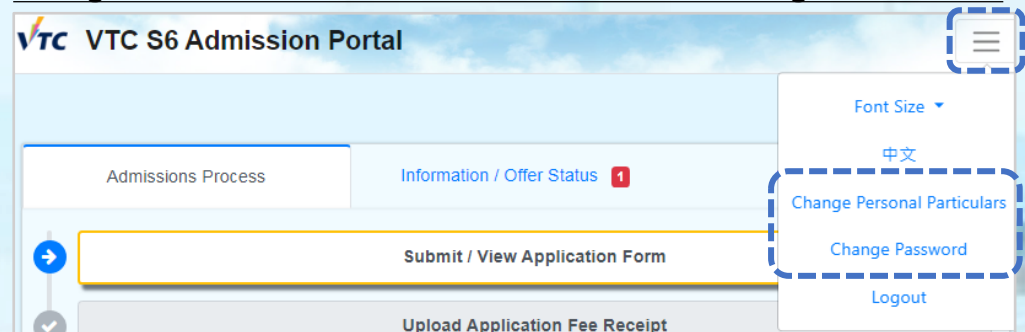 VTC VTC S6 Admission Portal
Font Size
中文
Admissions Process
Information / Offer Status 1
Change Personal Particulars
Submit / View Application Form
Change Password
Logout
Upload Application Fee Receipt